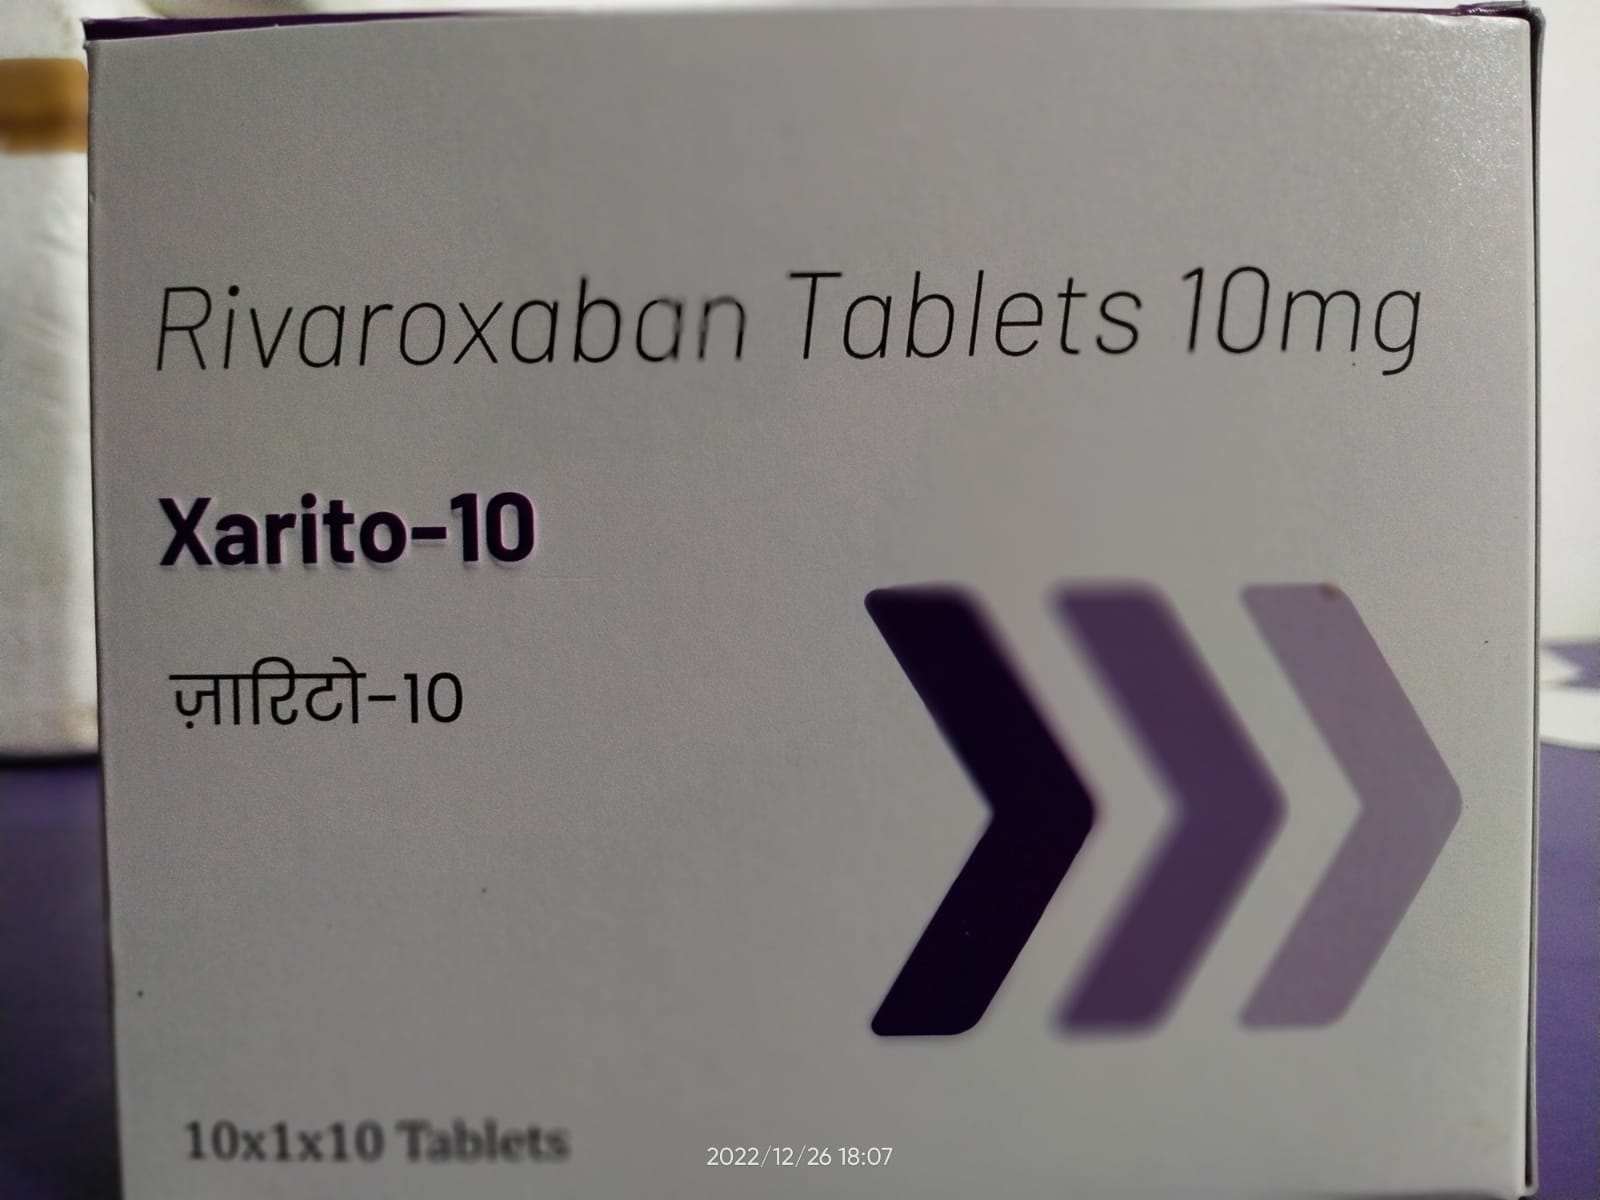 Rivaroxaban Tablets 10mg
Xarito-10
ज़ारिटो-10
10x1x10 Tablets
2022/12/26 18:07